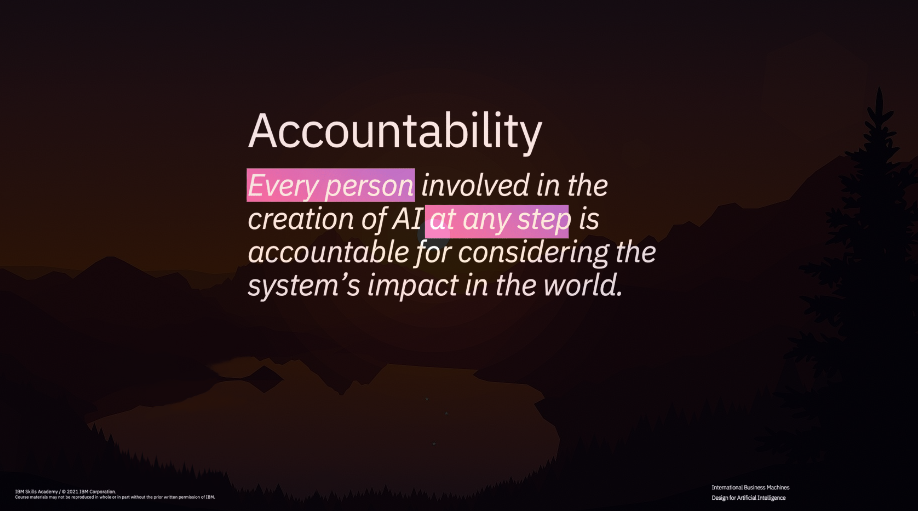 Accountability
Every person involved in the
creation of AI at any step is
accountable for considering the
system’s impact in the world.
IBM Skills Academy / © 2021 IBM Corporation.
Course materials may not be reproduced in whole or in part without the prior written permission of IBM.
International Business Machines
Design for Artificial Intelligence